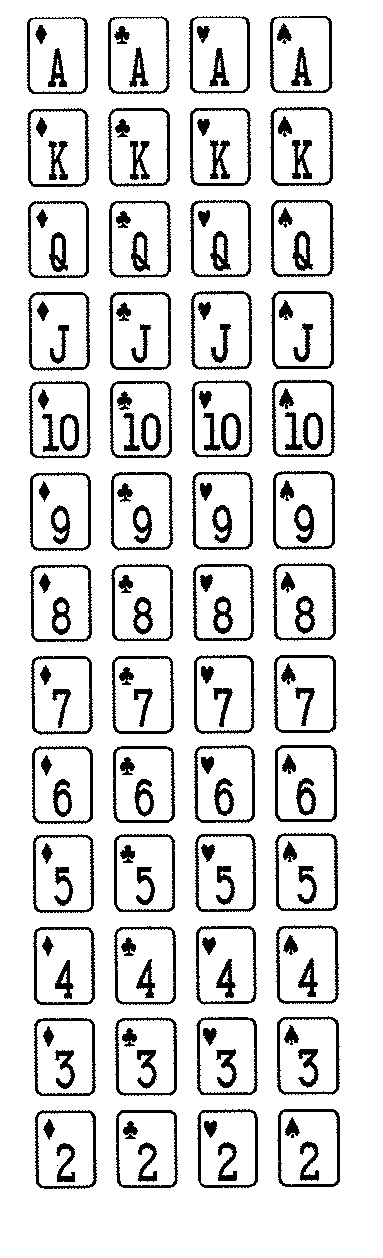 ♦ A ♣ A ♥ A ♠ A
♦ K ♣ K ♥ K ♠ K
♦ Q ♣ Q ♥ Q ♠ Q
♦ J ♣ J ♥ J ♠ J
♦ 10 ♣ 10 ♥ 10 ♠ 10
♦ 9 ♣ 9 ♥ 9 ♠ 9
♦ 8 ♣ 8 ♥ 8 ♠ 8
♦ 7 ♣ 7 ♥ 7 ♠ 7
♦ 6 ♣ 6 ♥ 6 ♠ 6
♦ 5 ♣ 5 ♥ 5 ♠ 5
♦ 4 ♣ 4 ♥ 4 ♠ 4
♦ 3 ♣ 3 ♥ 3 ♠ 3
♦ 2 ♣ 2 ♥ 2 ♠ 2